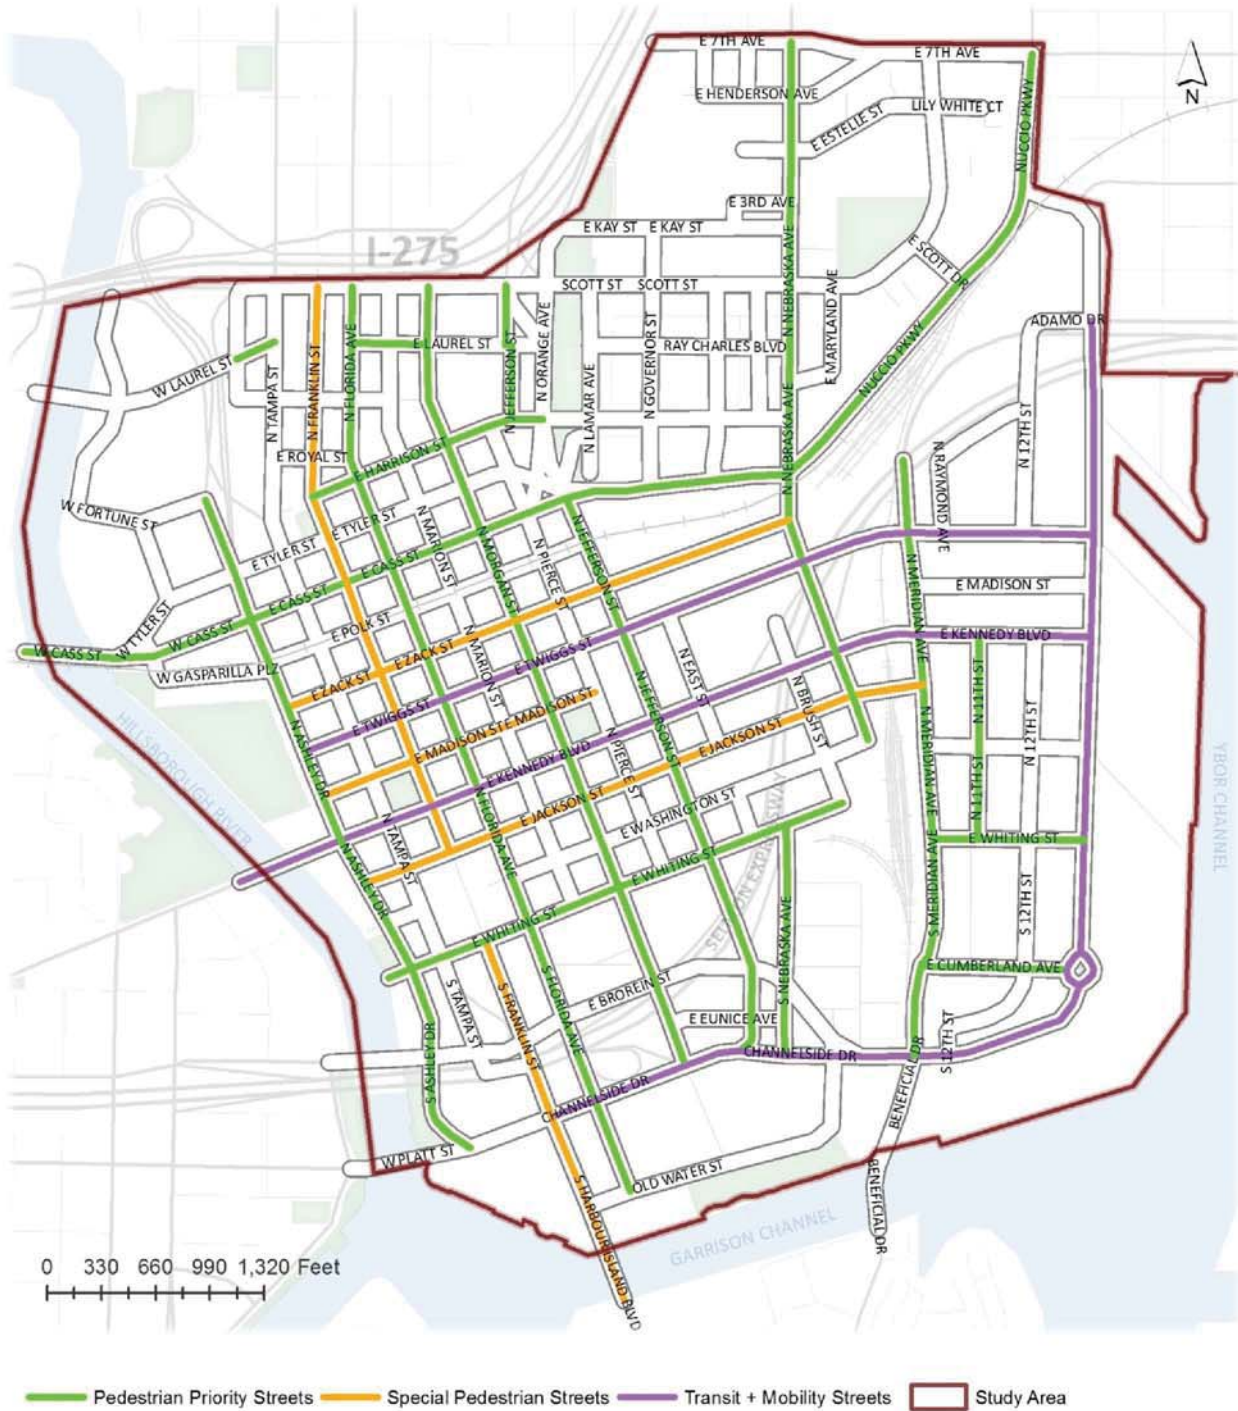 E 7TH AVE
E 7TH AVE
N
E HENDERSON AVE
LILY WHITE CT
E ESTELLE ST
NUCCIO PKWY
E 3RD AVE
E KAY ST
E KAY ST
I-275
E SCOTT DR
SCOTT ST
SCOTT ST
N NEBRASKA AVE
E MARYLAND AVE
ADAMO DR
N FLORIDA AVE
N FRANKLIN ST
E LAUREL ST
N JEFFERSON ST
N ORANGE AVE
N GOVERNOR ST
RAY CHARLES BLVD
NUCCIO PKWY
W LAUREL ST
N TAMPA ST
N LAMAR AVE
N NEBRASKA AVE
N 12TH ST
E ROYAL ST
E HARRISON ST
N RAYMOND AVE
W FORTUNE ST
E TYLER ST
E TYLER ST
N MARION ST
N MORGAN ST
N PIERCE ST
N JEFFERSON ST
E CASS ST
E CASS ST
N MERIDIAN AVE
E MADISON ST
W TYLER ST
W CASS ST
W CASS ST
E POLK ST
E KENNEDY BLVD
W GASPARILLA PLZ
E ZACK ST
E ZACK ST
N MARION ST
E TWIGGS ST
E TWIGGS ST
N JEFFERSON ST
N EAST ST
N BRUSH ST
N 11TH ST
N ASHLEY DR
E MADISON ST
E MADISON ST
N PIERCE ST
E JACKSON ST
N MERIDIAN AVE
N 12TH ST
HILLSBOROUGH RIVER
YBOR CHANNEL
E KENNEDY BLVD
N 11TH ST
N TAMPA ST
N FLORIDA AVE
E JACKSON ST
E WASHINGTON ST
SELMON EXPRESSWAY
N ASHLEY DR
E WHITING ST
E WHITING ST
S MERIDIAN AVE
S 12TH ST
E WHITING ST
S NEBRASKA AVE
E CUMBERLAND AVE
S TAMPA ST
S FRANKLIN ST
S FLORIDA AVE
E BROREIN ST
E EUNICE AVE
S 12TH ST
S ASHLEY DR
CHANNELSIDE DR
CHANNELSIDE DR
BENEFICIAL DR
W PLATT ST
OLD WATER ST
BENEFICIAL DR
S HARBOUR ISLAND BLVD
GARRISON CHANNEL
0 330 660 990 1,320 Feet
Pedestrian Priority Streets Special Pedestrian Streets Transit + Mobility Streets Study Area